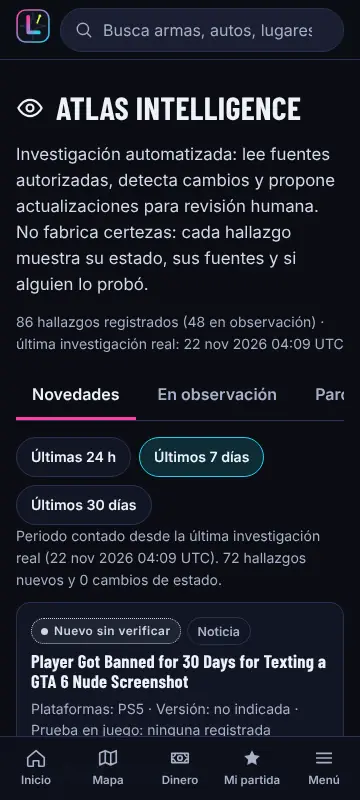 Busca armas, autos, lugares
ATLAS INTELLIGENCE
Investigación automatizada: lee fuentes
autorizadas, detecta cambios y propone
actualizaciones para revisión humana.
No fabrica certezas: cada hallazgo
muestra su estado, sus fuentes y si
alguien lo probó.
86 hallazgos registrados (48 en observación) ·
última investigación real: 22 nov 2026 04:09 UTC
Novedades En observación Parc
Últimas 24 h Últimos 7 días
Últimos 30 días
Periodo contado desde la última investigación
real (22 nov 2026 04:09 UTC). 72 hallazgos
nuevos y 0 cambios de estado.
Nuevo sin verificar Noticia
Player Got Banned for 30 Days for Texting a
GTA 6 Nude Screenshot
Plataformas: PS5 · Versión: no indicada ·
Prueba en juego: ninguna registrada
Inicio Mapa Dinero Mi partida Menú